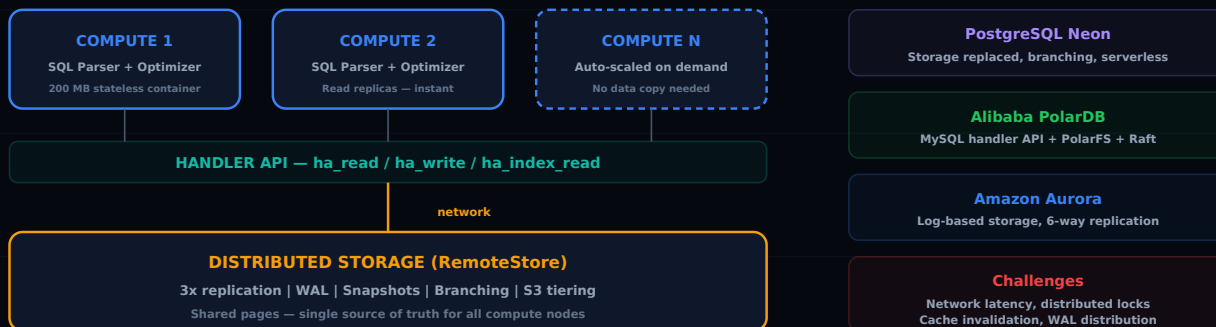 COMPUTE 1
SQL Parser + Optimizer
200 MB stateless container
COMPUTE 2
SQL Parser + Optimizer
Read replicas — instant
COMPUTE N
Auto-scaled on demand
No data copy needed
HANDLER API — ha_read / ha_write / ha_index_read
network
DISTRIBUTED STORAGE (RemoteStore)
3x replication | WAL | Snapshots | Branching | S3 tiering
Shared pages — single source of truth for all compute nodes
PostgreSQL Neon
Storage replaced, branching, serverless
Alibaba PolarDB
MySQL handler API + PolarFS + Raft
Amazon Aurora
Log-based storage, 6-way replication
Challenges
Network latency, distributed locks
Cache invalidation, WAL distribution